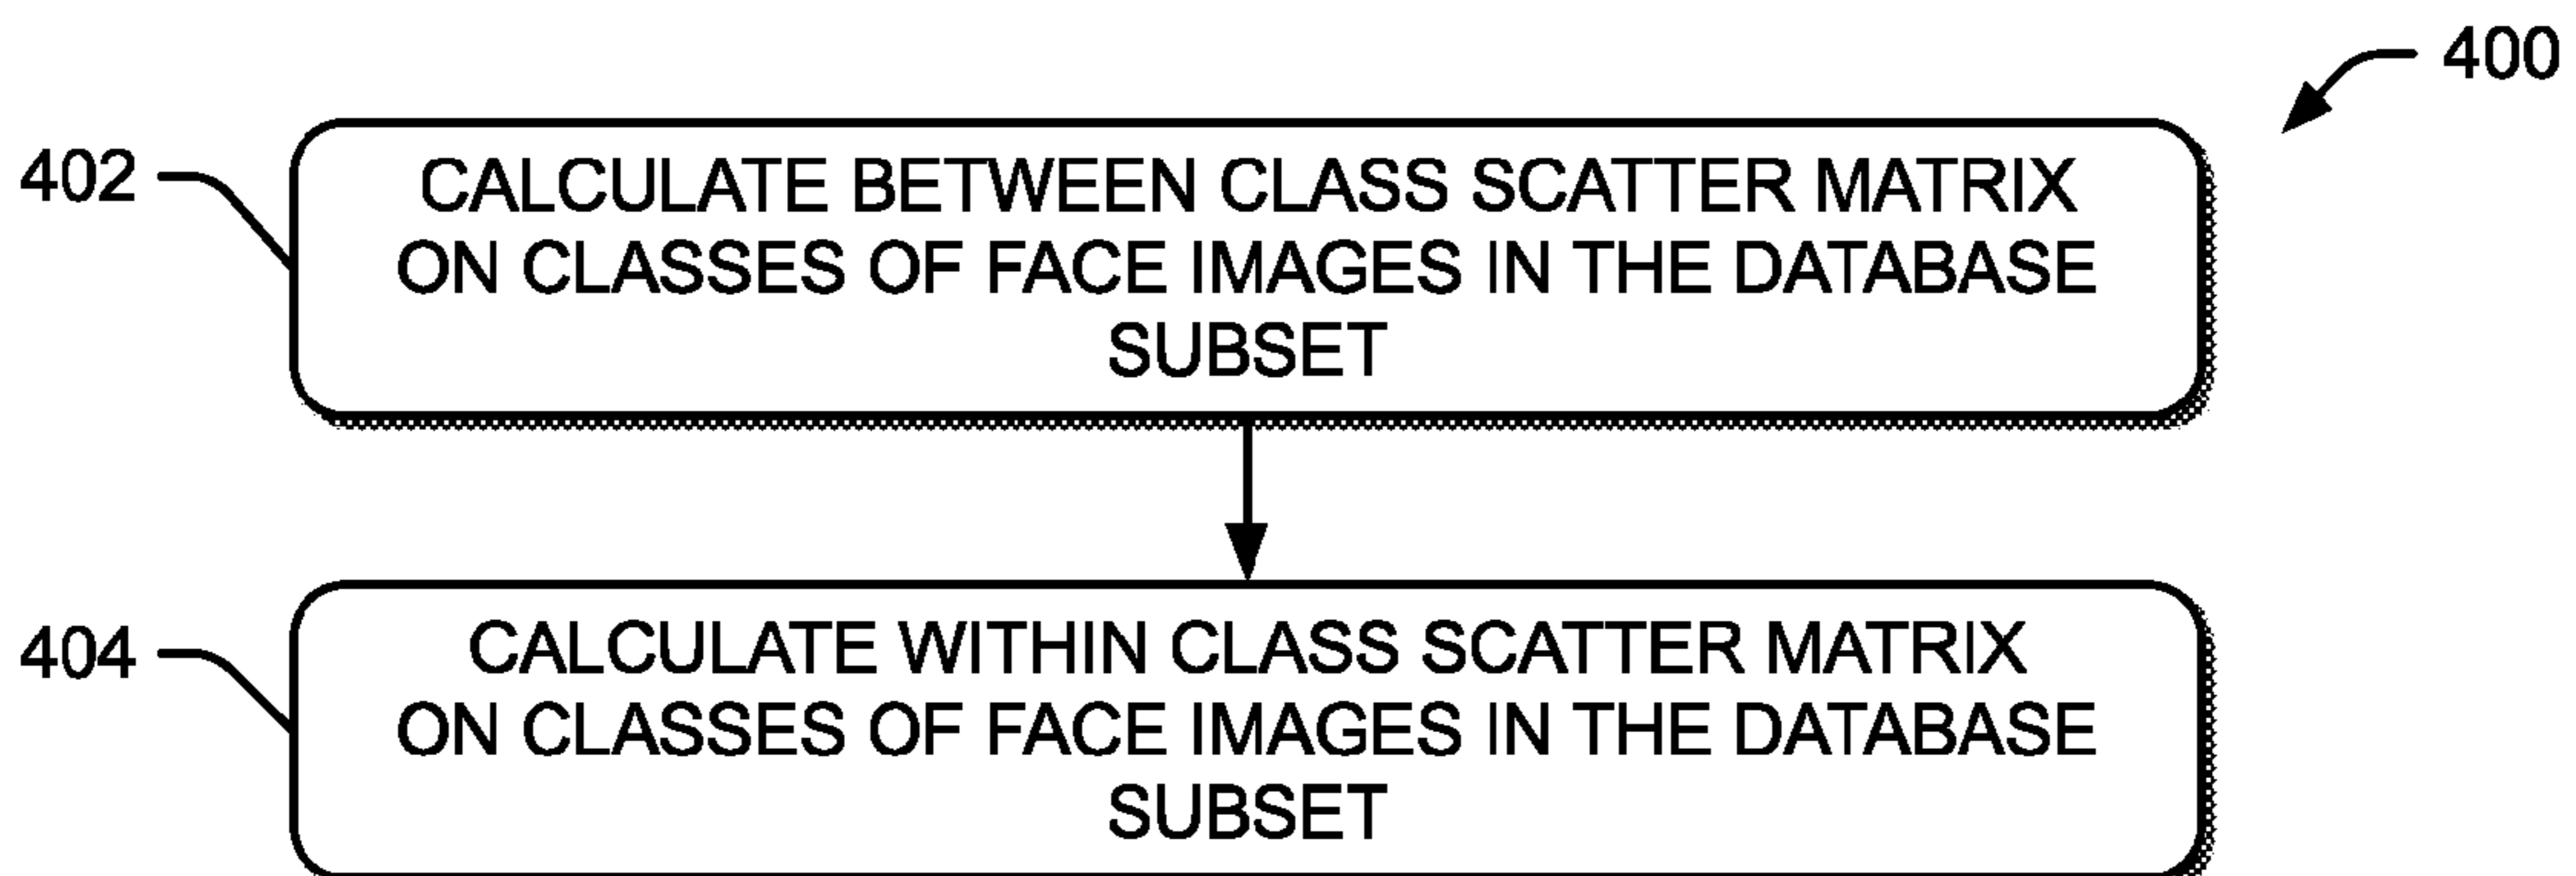 400
402
CALCULATE BETWEEN CLASS SCATTER MATRIX
ON CLASSES OF FACE IMAGES IN THE DATABASE
SUBSET
404
CALCULATE WITHIN CLASS SCATTER MATRIX
ON CLASSES OF FACE IMAGES IN THE DATABASE
SUBSET